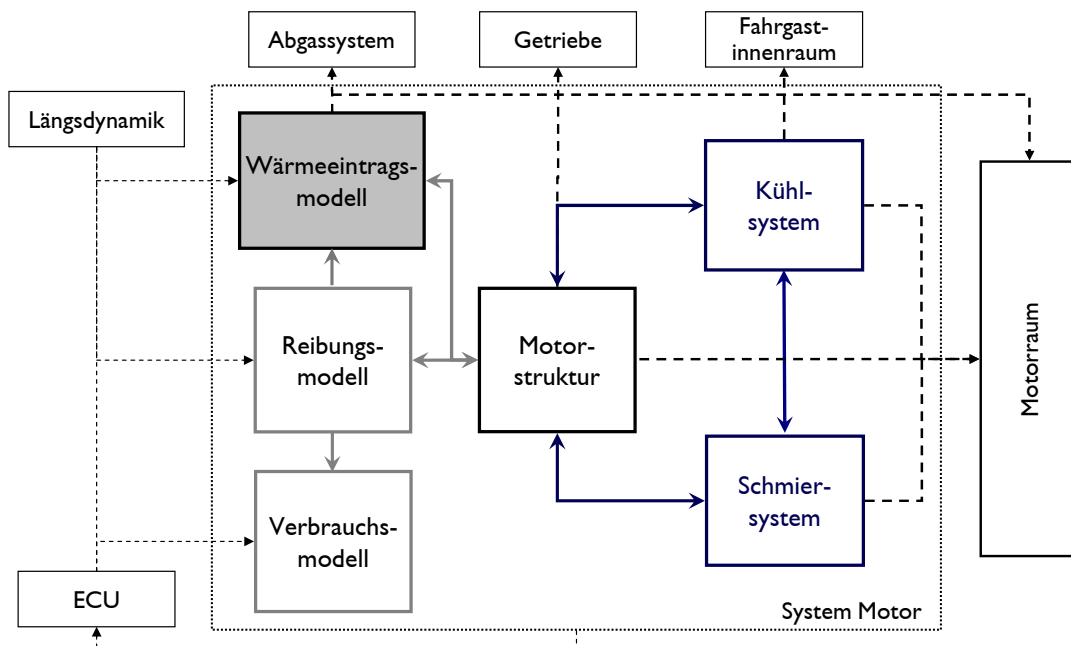 Abgassystem
Getriebe
Fahrgast-
innenraum
Längsdynamik
Wärmeeintrags-
modell
Kühl-
system
Reibungs-
modell
Motor-
struktur
Motorraum
Schmier-
system
Verbrauchs-
modell
ECU
System Motor